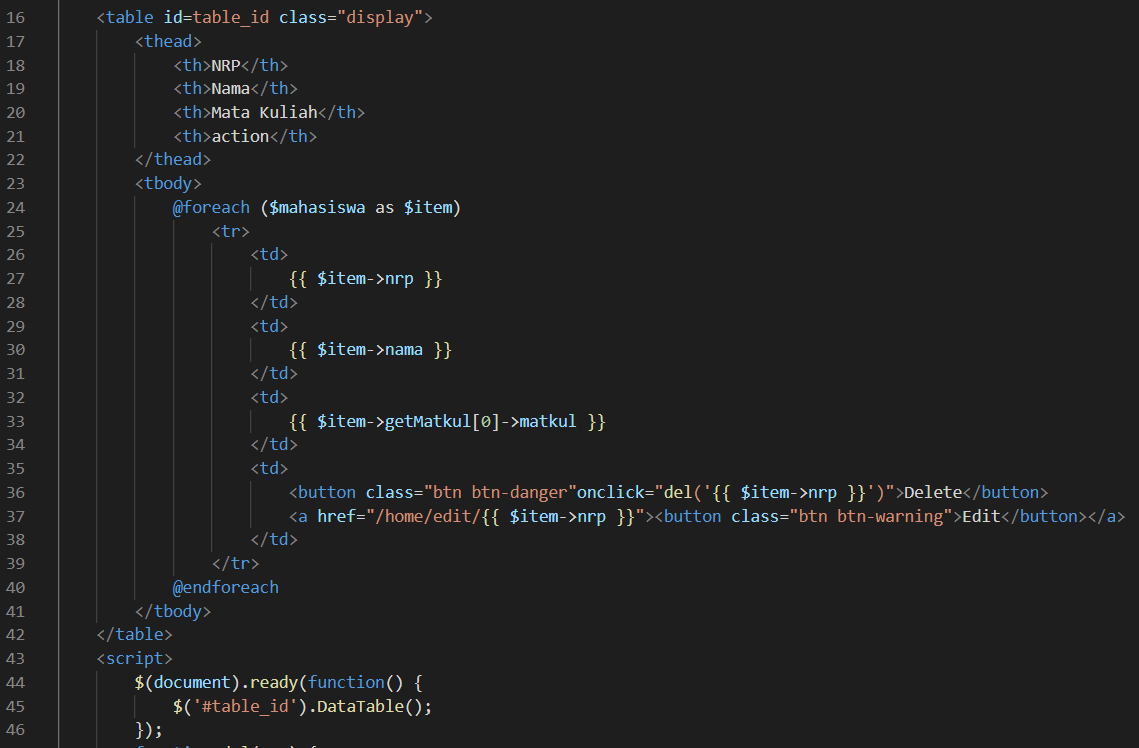 16 <table id=table_id class="display">
17 <thead>
18 <th>NRP</th>
19 <th>Nama</th>
20 <th>Mata Kuliah</th>
21 <th>action</th>
22 </thead>
23 <tbody>
24 @foreach ($mahasiswa as $item)
25 <tr>
26 <td>
27 {{ $item->nrp }}
28 </td>
29 <td>
30 {{ $item->nama }}
31 </td>
32 <td>
33 {{ $item->getMatkul[0]->matkul }}
34 </td>
35 <td>
36 <button class="btn btn-danger"onclick="del('{{ $item->nrp }}')">Delete</button>
37 <a href="/home/edit/{{ $item->nrp }}"><button class="btn btn-warning">Edit</button></a>
38 </td>
39 </tr>
40 @endforeach
41 </tbody>
42 </table>
43 <script>
44 $(document).ready(function() {
45 $('#table_id').DataTable();
46 });